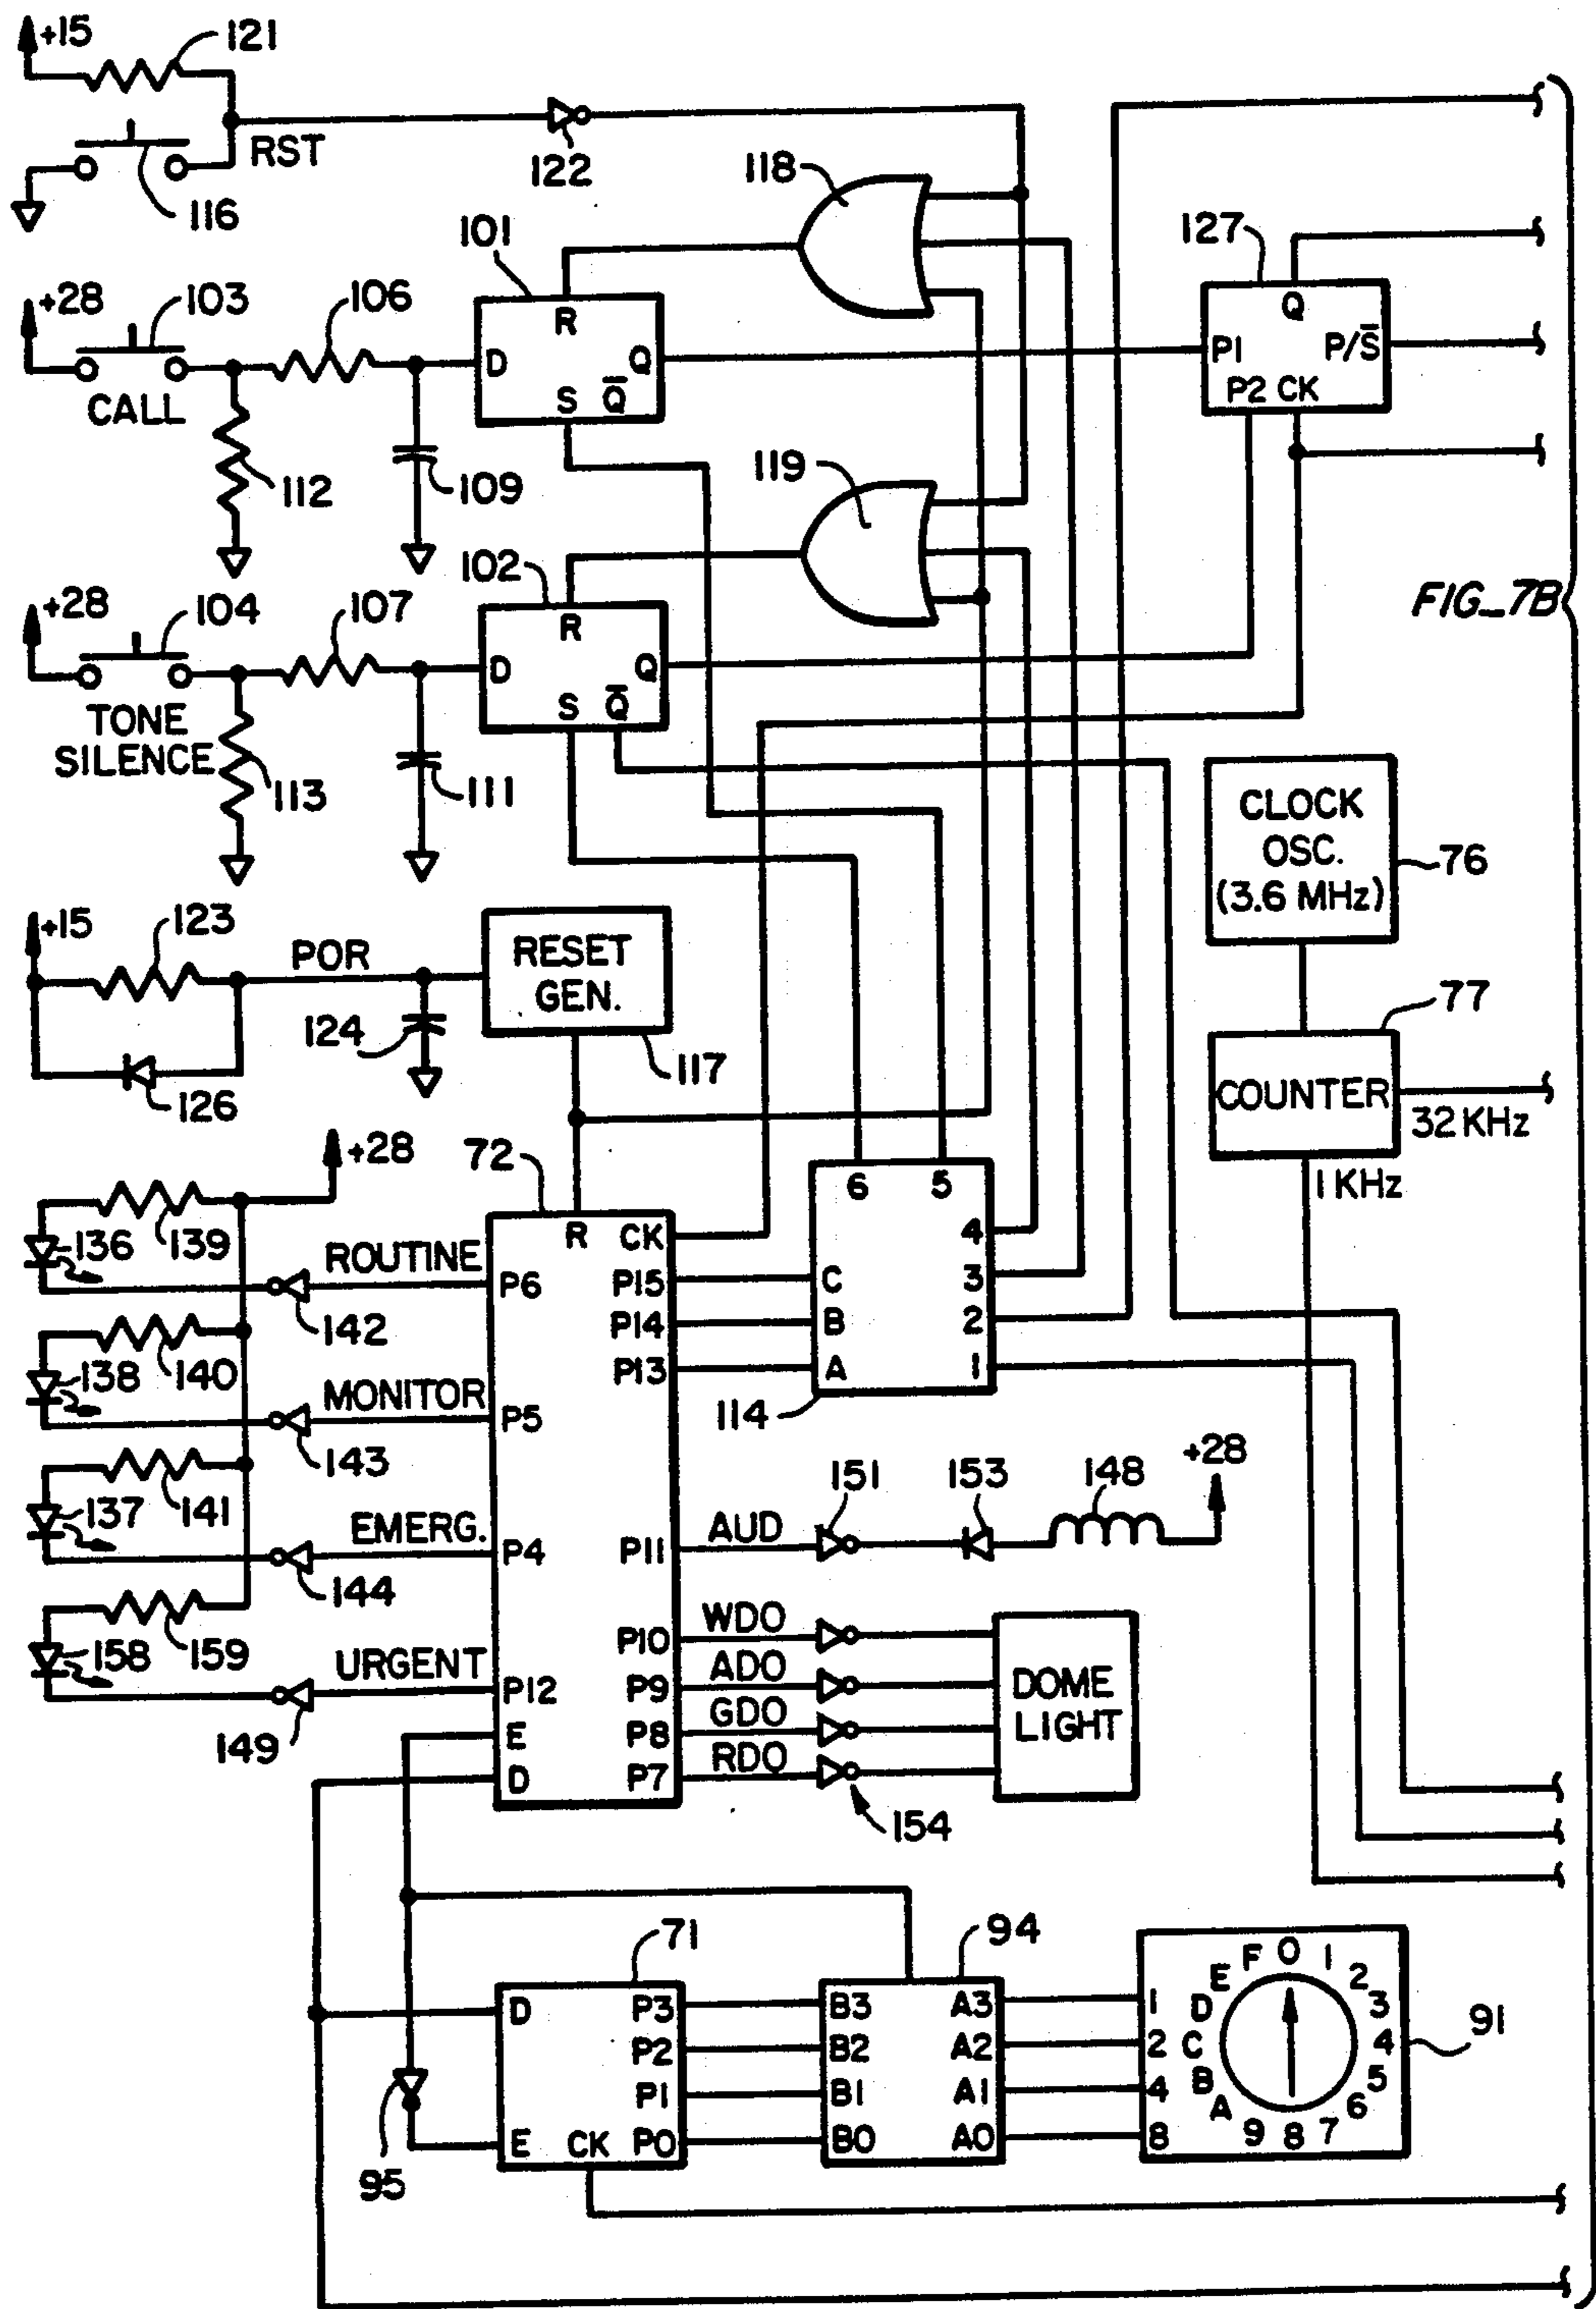 +15
121
RST
116
122
118
101
127
+28
103
106
R
Q
D
Q
P1
P/S̅
CALL
S Q̅
P2 CK
112
109
119
102
+28
104
107
FIG_7B
R
D
Q
S Q̅
TONE
SILENCE
113
111
CLOCK
OSC.
(3.6 MHz)
76
+15
123
POR
RESET
GEN.
124
117
126
77
COUNTER
32 KHz
1 KHz
+28
72
6 5
136
139
ROUTINE
R CK
4
P6
P15
C
3
142
P14
B
2
138
140
MONITOR
P13
A
1
P5
114
143
137
141
EMERG.
P4
P11
AUD
151
153
148
+28
144
158
159
URGENT
P12
P10
WDO
149
E
P9
ADO
DOME
LIGHT
P8
GDO
D
P7
RDO
154
71
94
D
P3
B3
A3
1
P2
B2
A2
2
P1
B1
A1
4
E
CK
P0
B0
A0
8
0 1 2 3 4 5 6 7 8 9 A B C D E F
91
95